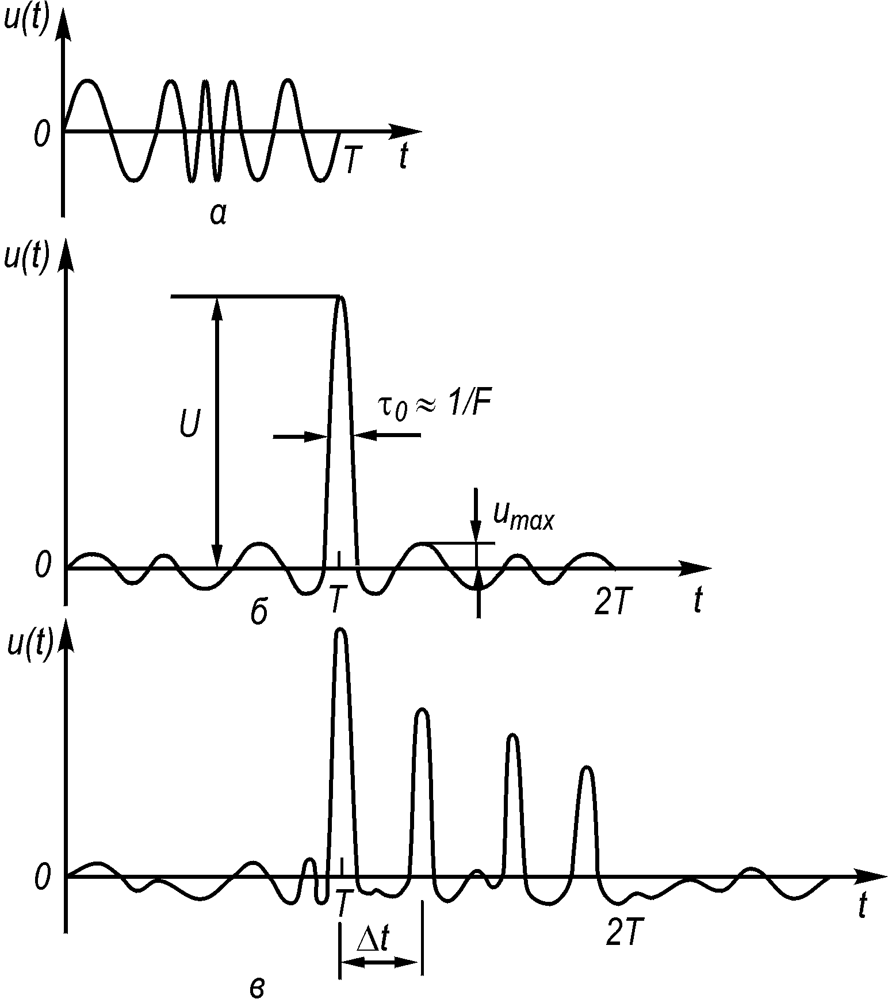 u(t)
0
T
t
а
u(t)
U
τ0 ≈ 1/F
umax
0
T
2T
t
б
u(t)
0
T
t
2T
Δt
в